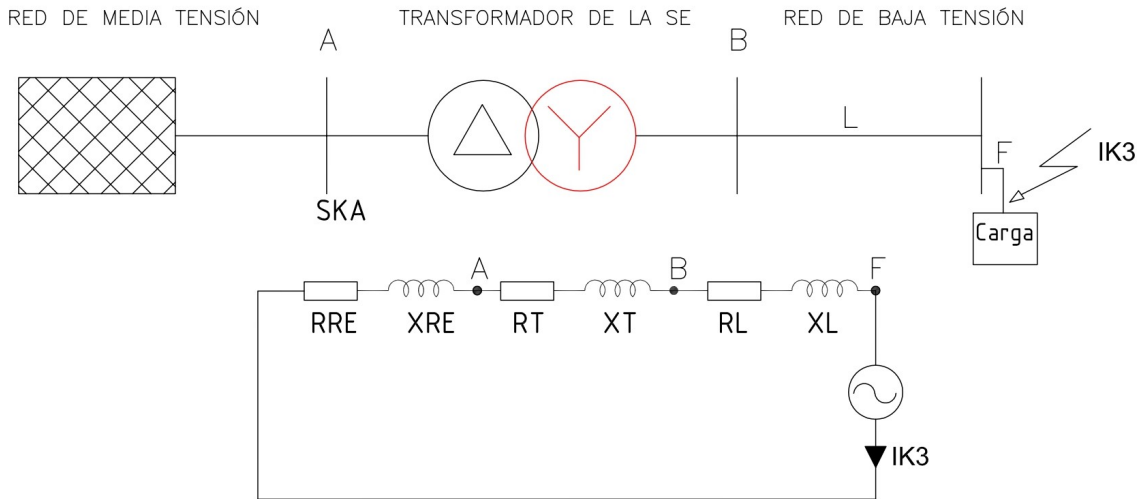 RED DE MEDIA TENSIÓN
TRANSFORMADOR DE LA SE
RED DE BAJA TENSIÓN
A
B
L
F
IK3
SKA
Carga
A
B
F
RRE
XRE
RT
XT
RL
XL
IK3